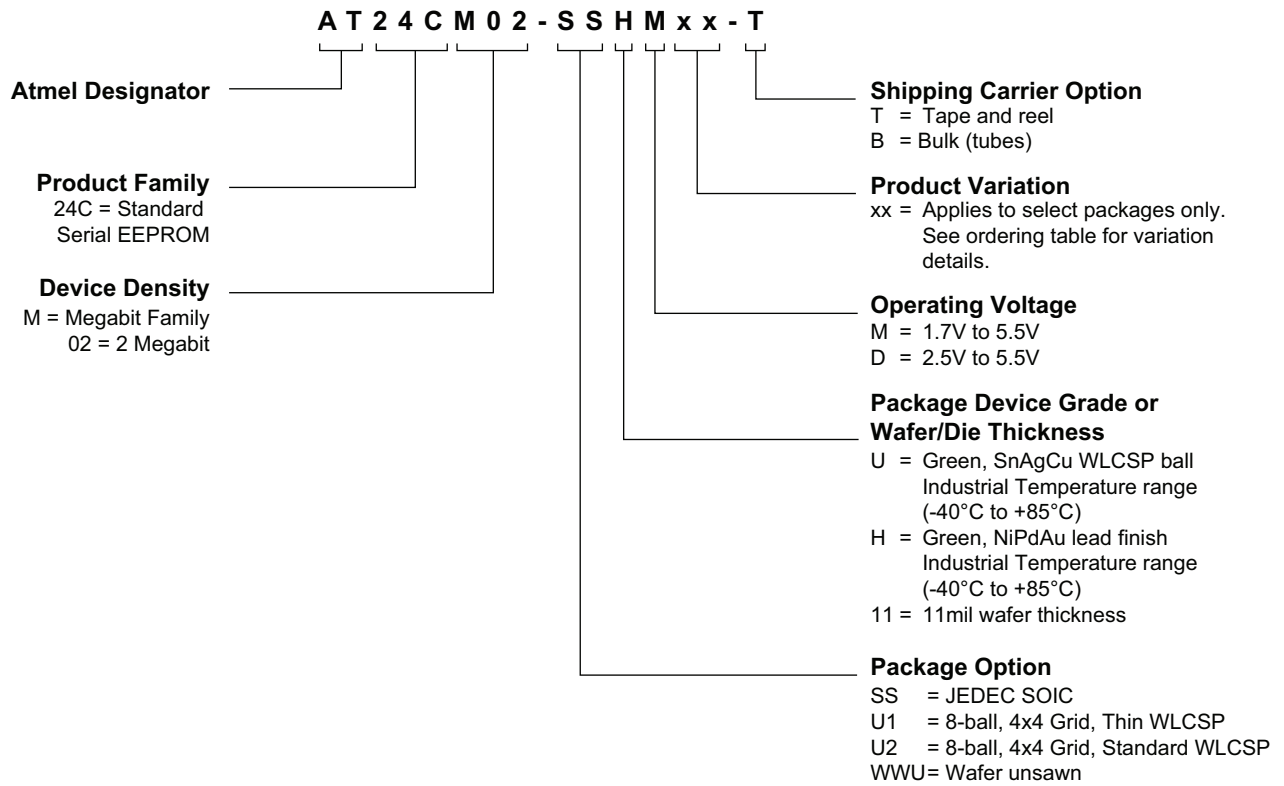 AT24CM02-SSHMxx-T
Atmel Designator
Product Family
24C = Standard
Serial EEPROM
Device Density
M = Megabit Family
02 = 2 Megabit
Shipping Carrier Option
T = Tape and reel
B = Bulk (tubes)
Product Variation
xx = Applies to select packages only.
See ordering table for variation
details.
Operating Voltage
M = 1.7V to 5.5V
D = 2.5V to 5.5V
Package Device Grade or
Wafer/Die Thickness
U = Green, SnAgCu WLCSP ball
Industrial Temperature range
(-40°C to +85°C)
H = Green, NiPdAu lead finish
Industrial Temperature range
(-40°C to +85°C)
11 = 11mil wafer thickness
Package Option
SS = JEDEC SOIC
U1 = 8-ball, 4x4 Grid, Thin WLCSP
U2 = 8-ball, 4x4 Grid, Standard WLCSP
WWU= Wafer unsawn